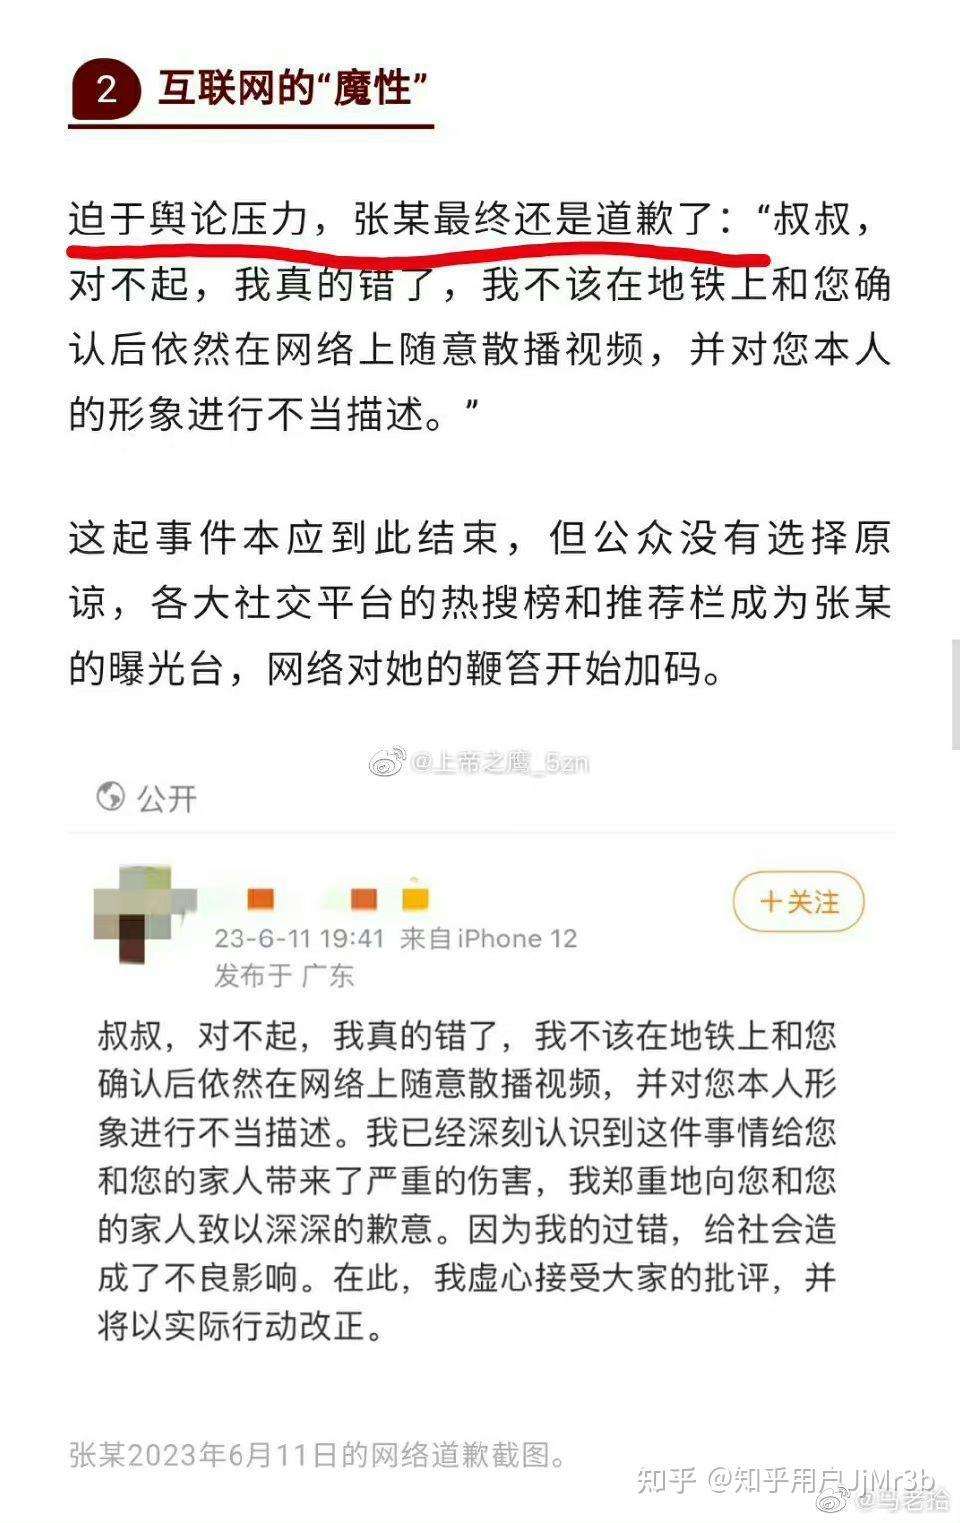 2 互联网的“魔性”
迫于舆论压力，张某最终还是道歉了：“叔叔，
对不起，我真的错了，我不该在地铁上和您确
认后依然在网络上随意散播视频，并对您本人
的形象进行不当描述。”
这起事件本应到此结束，但公众没有选择原
谅，各大社交平台的热搜榜和推荐栏成为张某
的曝光台，网络对她的鞭笞开始加码。
@上帝之鹰_5zn
公开
23-6-11 19:41 来自 iPhone 12
+关注
发布于 广东
叔叔，对不起，我真的错了，我不该在地铁上和您
确认后依然在网络上随意散播视频，并对您本人形
象进行不当描述。我已经深刻认识到这件事情给您
和您的家人带来了严重的伤害，我郑重地向您和您
的家人致以深深的歉意。因为我的过错，给社会造
成了不良影响。在此，我虚心接受大家的批评，并
将以实际行动改正。
张某2023年6月11日的网络道歉截图。
知乎 @知乎用户JjMr3b
@马老拾